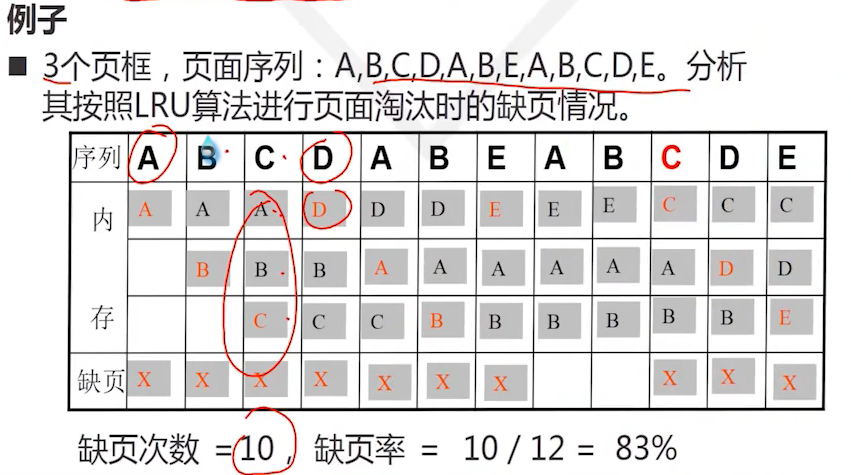 例子
■ 3个页框，页面序列：A,B,C,D,A,B,E,A,B,C,D,E。分析
其按照LRU算法进行页面淘汰时的缺页情况。
序列 A B C D A B E A B C D E
内 A A A D D D E E E C C C
B B B A A A A A A D D
存 C C C B B B B B B E
缺页 X X X X X X X X X X
缺页次数 =10，缺页率 = 10 / 12 = 83%